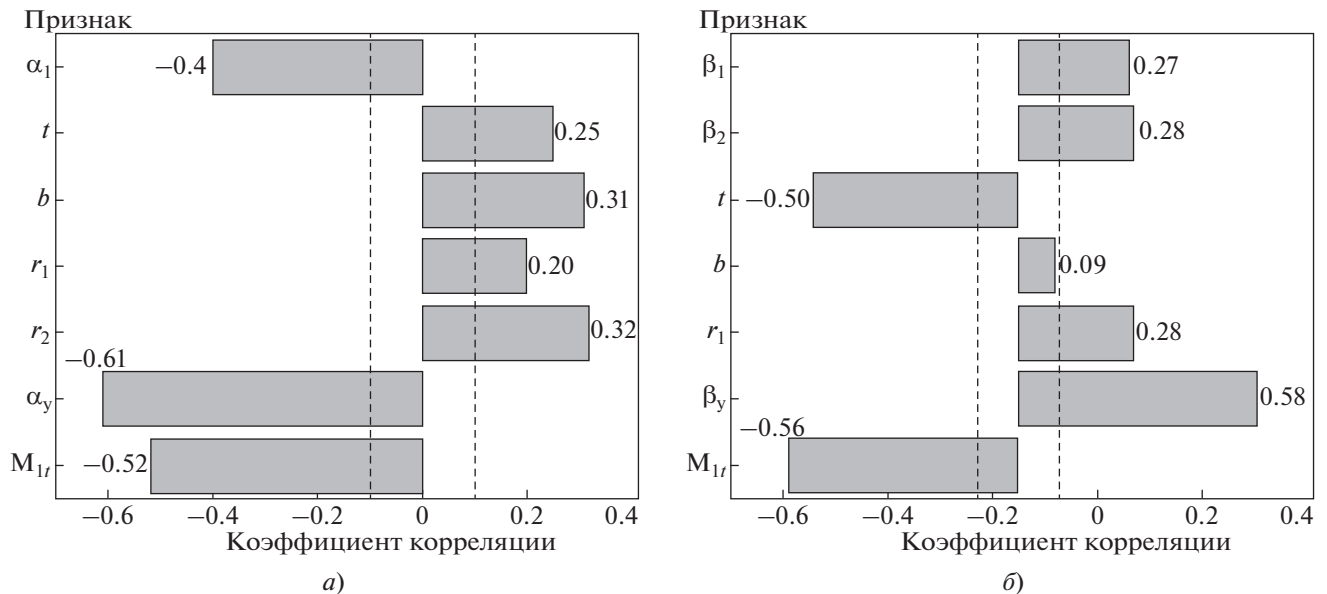 Признак
α1
−0.4
t
0.25
b
0.31
r1
0.20
r2
0.32
−0.61
αy
M1t
−0.52
−0.6 −0.4 −0.2 0 0.2 0.4
Коэффициент корреляции
а)
Признак
β1
0.27
β2
0.28
t
−0.50
b
0.09
r1
0.28
βy
0.58
−0.56
M1t
−0.6 −0.4 −0.2 0 0.2 0.4
Коэффициент корреляции
б)